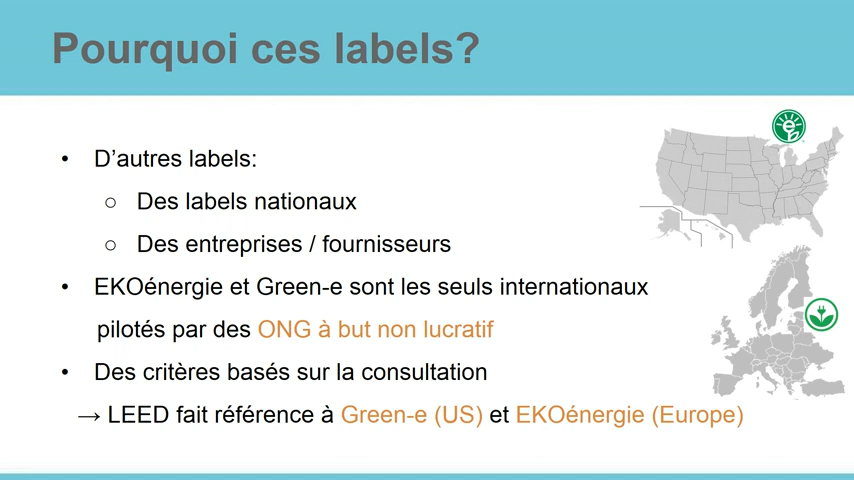 Pourquoi ces labels?
• D’autres labels:
○ Des labels nationaux
○ Des entreprises / fournisseurs
• EKOénergie et Green-e sont les seuls internationaux
pilotés par des ONG à but non lucratif
• Des critères basés sur la consultation
→ LEED fait référence à Green-e (US) et EKOénergie (Europe)